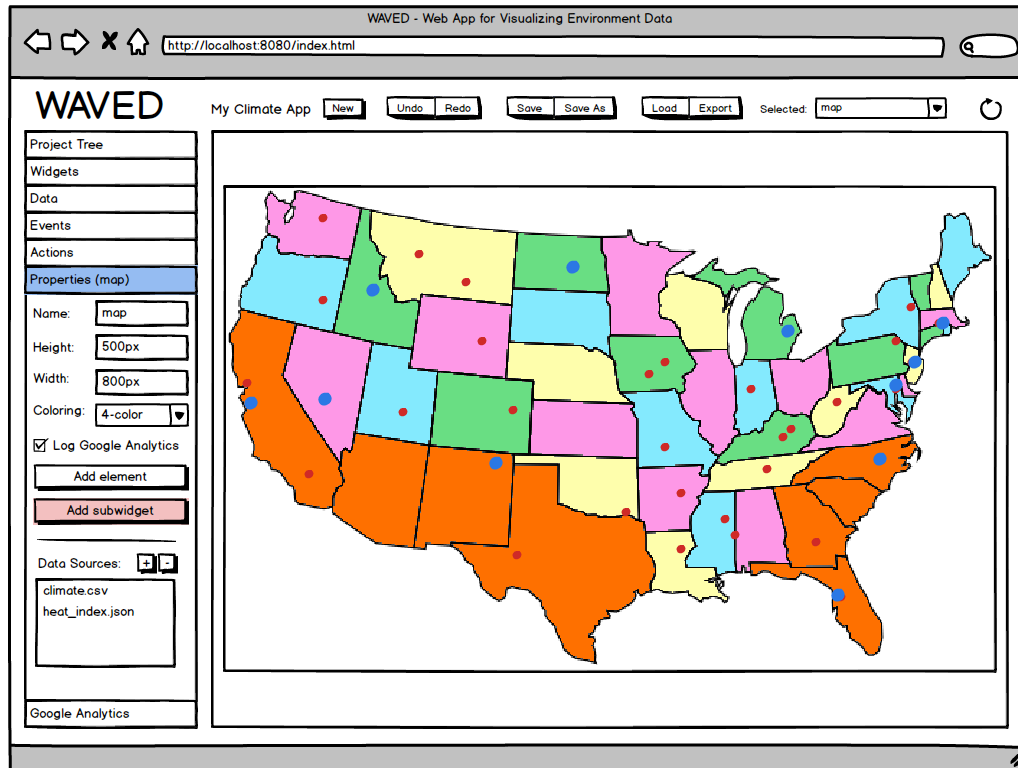 WAVED - Web App for Visualizing Environment Data
http://localhost:8080/index.html
WAVED
My Climate App New Undo Redo Save Save As Load Export Selected: map
Project Tree
Widgets
Data
Events
Actions
Properties (map)
Name: map
Height: 500px
Width: 800px
Coloring: 4-color
Log Google Analytics
Add element
Add subwidget
Data Sources: + -
climate.csv
heat_index.json
Google Analytics